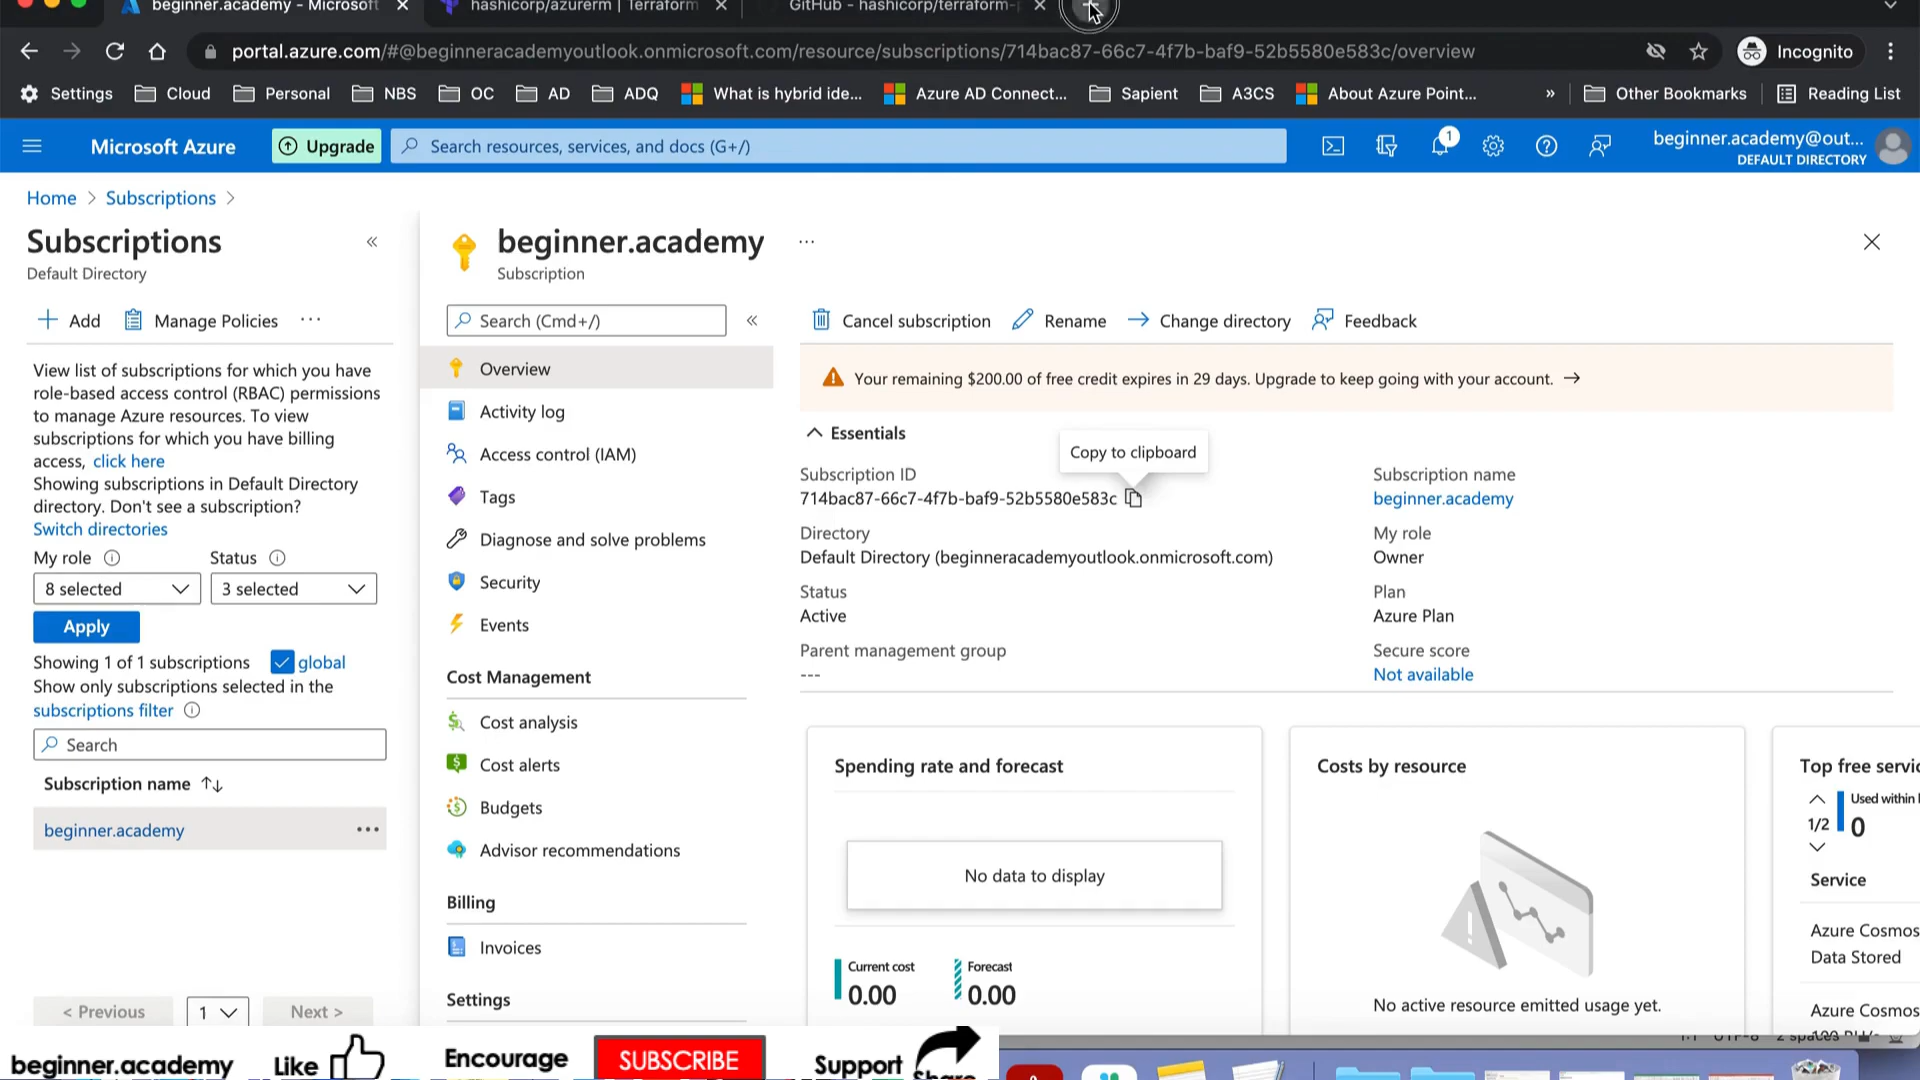 beginner.academy - Microsoft
hashicorp/azurerm | Terraform
GitHub - hashicorp/terraform-
portal.azure.com/#@beginneracademyoutlook.onmicrosoft.com/resource/subscriptions/714bac87-66c7-4f7b-baf9-52b5580e583c/overview
Incognito
Settings
Cloud
Personal
NBS
OC
AD
ADQ
What is hybrid ide...
Azure AD Connect...
Sapient
A3CS
About Azure Point...
»
Other Bookmarks
Reading List
Microsoft Azure
Upgrade
Search resources, services, and docs (G+/)
1
beginner.academy@out...
DEFAULT DIRECTORY
Home > Subscriptions >
Subscriptions
Default Directory
«
beginner.academy ...
Subscription
+ Add
Manage Policies
...
View list of subscriptions for which you have
role-based access control (RBAC) permissions
to manage Azure resources. To view
subscriptions for which you have billing
access, click here
Showing subscriptions in Default Directory
directory. Don't see a subscription?
Switch directories
My role
Status
8 selected
3 selected
Apply
Showing 1 of 1 subscriptions
global
Show only subscriptions selected in the
subscriptions filter
Search
Subscription name ↑↓
beginner.academy ...
< Previous
1
Next >
Search (Cmd+/)
«
Overview
Activity log
Access control (IAM)
Tags
Diagnose and solve problems
Security
Events
Cost Management
Cost analysis
Cost alerts
Budgets
Advisor recommendations
Billing
Invoices
Settings
Cancel subscription
Rename
Change directory
Feedback
Your remaining $200.00 of free credit expires in 29 days. Upgrade to keep going with your account. →
Essentials
Copy to clipboard
Subscription ID
714bac87-66c7-4f7b-baf9-52b5580e583c
Directory
Default Directory (beginneracademyoutlook.onmicrosoft.com)
Status
Active
Parent management group
---
Subscription name
beginner.academy
My role
Owner
Plan
Azure Plan
Secure score
Not available
Spending rate and forecast
No data to display
Current cost
0.00
Forecast
0.00
Costs by resource
No active resource emitted usage yet.
Top free servic
1/2
Used within
0
Service
Azure Cosmos
Data Stored
Azure Cosmos
beginner.academy
Like
Encourage
SUBSCRIBE
Support
Share